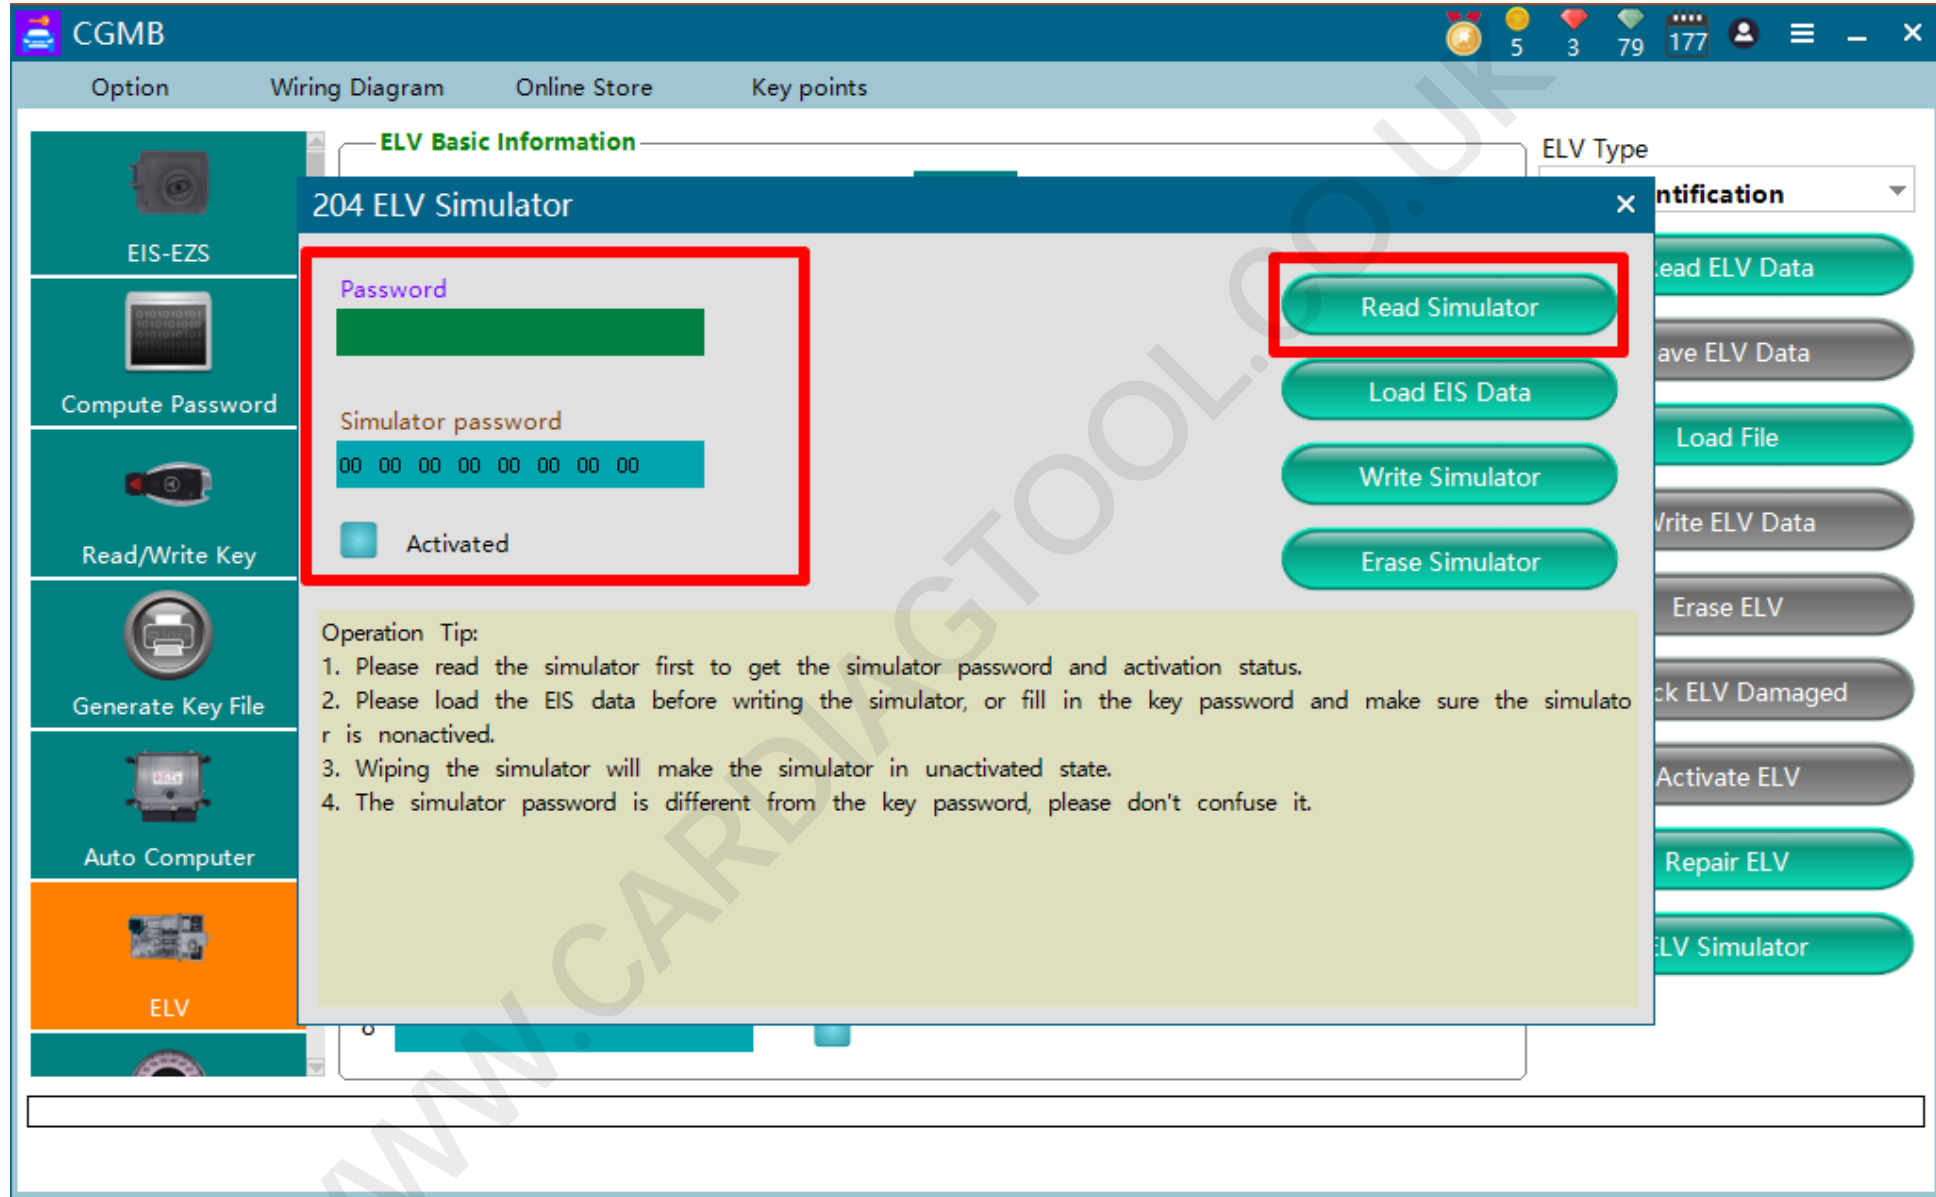 CGMB
5 3 79 177
Option Wiring Diagram Online Store Key points
ELV Basic Information
ELV Type
ntification
EIS-EZS
Compute Password
Read/Write Key
Generate Key File
Auto Computer
ELV
204 ELV Simulator
Password
Simulator password
00 00 00 00 00 00 00 00
Activated
Read Simulator
Load EIS Data
Write Simulator
Erase Simulator
Operation Tip:
1. Please read the simulator first to get the simulator password and activation status.
2. Please load the EIS data before writing the simulator, or fill in the key password and make sure the simulato
r is nonactived.
3. Wiping the simulator will make the simulator in unactivated state.
4. The simulator password is different from the key password, please don't confuse it.
ead ELV Data
ave ELV Data
Load File
rite ELV Data
Erase ELV
ck ELV Damaged
Activate ELV
Repair ELV
ELV Simulator
WWW.CARDIAGTOOL.CO.UK